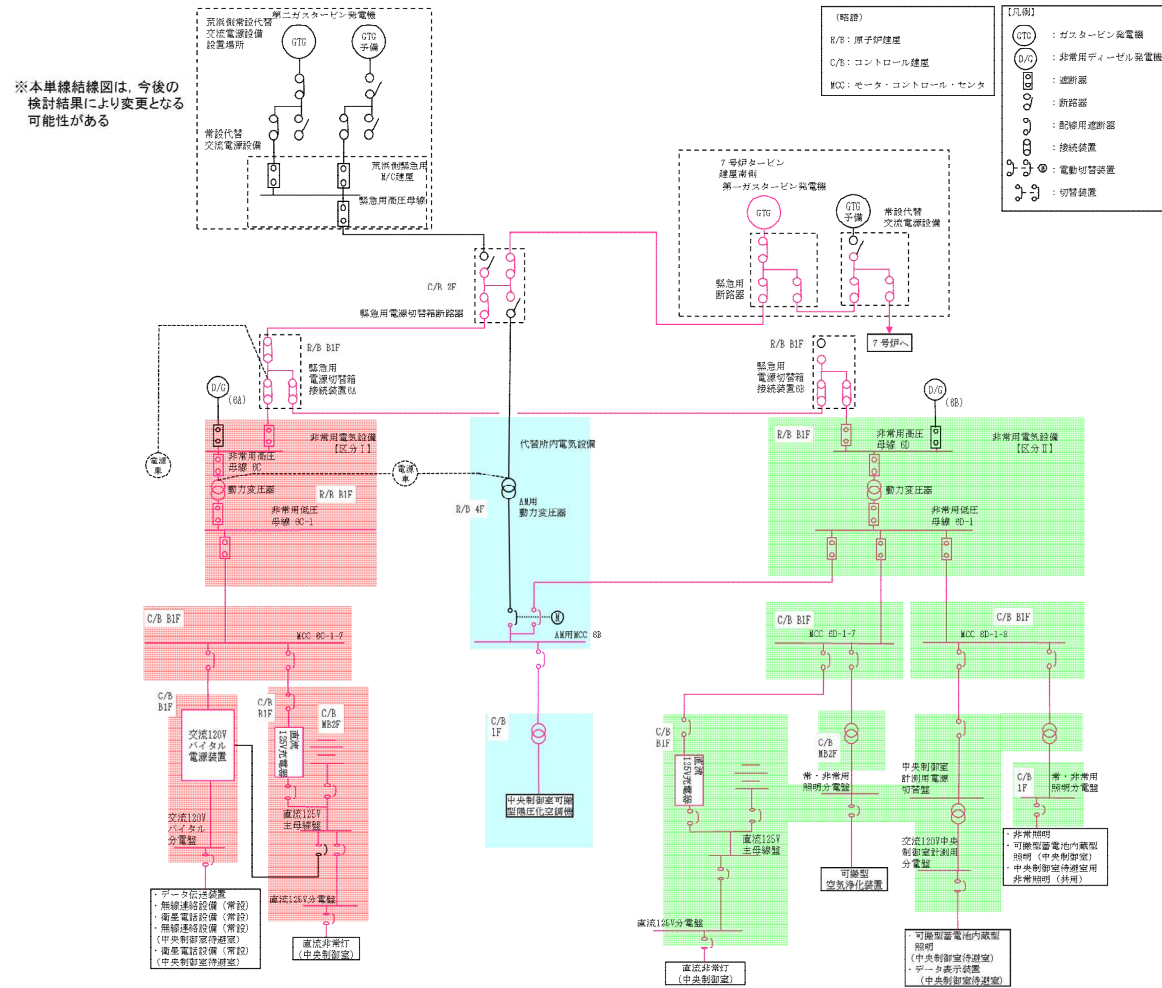 ※本単線結線図は，今後の
検討結果により変更となる
可能性がある
荒浜側常設代替
交流電源設備
設置場所
第二ガスタービン発電機
GTG
GTG
予備
常設代替
交流電源設備
荒浜側緊急用
M/C建屋
緊急用高圧母線
(略語)
R/B：原子炉建屋
C/B：コントロール建屋
MCC：モータ・コントロール・センタ
【凡例】
GTG
：ガスタービン発電機
D/G
：非常用ディーゼル発電機
：遮断器
：断路器
：配線用遮断器
：接続装置
M
：電動切替装置
：切替装置
7号炉タービン
建屋南側
第一ガスタービン発電機
GTG
GTG
予備
常設代替
交流電源設備
緊急用
断路器
7号炉へ
C/B 2F
緊急用電源切替箱断路器
R/B B1F
緊急用
電源切替箱
接続装置6A
R/B B1F
緊急用
電源切替箱
接続装置6B
D/G
(6A)
D/G
(6B)
電源
車
電源
車
非常用電気設備
【区分Ⅰ】
非常用高圧
母線 6C
動力変圧器
R/B B1F
非常用低圧
母線 6C-1
代替所内電気設備
R/B 4F
AM用
動力変圧器
M
AM用MCC 6B
R/B B1F
非常用高圧
母線 6D
非常用電気設備
【区分Ⅱ】
動力変圧器
非常用低圧
母線 6D-1
C/B B1F
MCC 6C-1-7
C/B B1F
MCC 6D-1-7
C/B B1F
MCC 6D-1-8
C/B
B1F
交流120V
バイタル
電源装置
交流120V
バイタル
分電盤
C/B
B1F
直流
125V充電器
C/B
MB2F
直流125V
主母線盤
直流125V分電盤
C/B
1F
中央制御室可搬
型陽圧化空調機
C/B
B1F
直流
125V充電器
直流125V
主母線盤
直流125V分電盤
C/B
MB2F
常・非常用
照明分電盤
可搬型
空気浄化装置
中央制御室
計測用電源
切替盤
交流120V中央
制御室計測用
分電盤
C/B
1F
常・非常用
照明分電盤
・非常照明
・可搬型蓄電池内蔵型
照明（中央制御室）
・中央制御室待避室用
非常照明（共用）
・データ伝送装置
・無線連絡設備（常設）
・衛星電話設備（常設）
・無線連絡設備（常設）
（中央制御室待避室）
・衛星電話設備（常設）
（中央制御室待避室）
直流非常灯
（中央制御室）
直流非常灯
（中央制御室）
・可搬型蓄電池内蔵型
照明
（中央制御室待避室）
・データ表示装置
（中央制御室待避室）